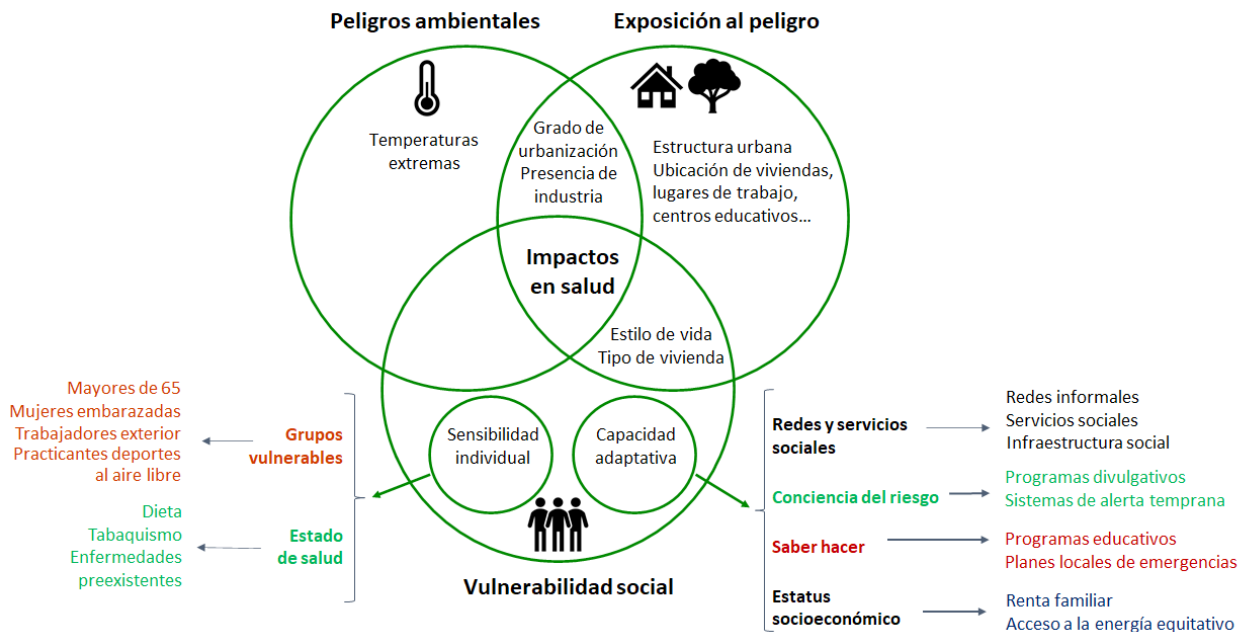 Peligros ambientales
Exposición al peligro
Temperaturas
extremas
Grado de
urbanización
Presencia de
industria
Estructura urbana
Ubicación de viviendas,
lugares de trabajo,
centros educativos...
Impactos
en salud
Estilo de vida
Tipo de vivienda
Sensibilidad
individual
Capacidad
adaptativa
Vulnerabilidad social
Mayores de 65
Mujeres embarazadas
Trabajadores exterior
Practicantes deportes
al aire libre
Grupos
vulnerables
Dieta
Tabaquismo
Enfermedades
preexistentes
Estado
de salud
Redes y servicios
sociales
Redes informales
Servicios sociales
Infraestructura social
Conciencia del riesgo
Programas divulgativos
Sistemas de alerta temprana
Saber hacer
Programas educativos
Planes locales de emergencias
Estatus
socioeconómico
Renta familiar
Acceso a la energía equitativo